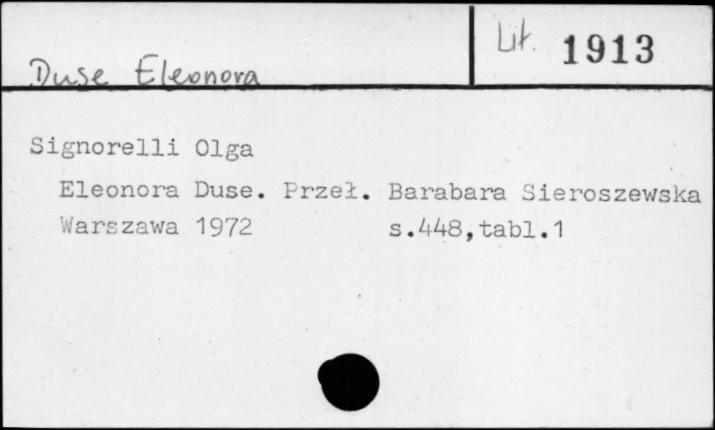 Duse Eleonora
Lit. 1913
Signorelli Olga
Eleonora Duse. Przeł. Barabara Sieroszewska
Warszawa 1972 s.448,tabl.1